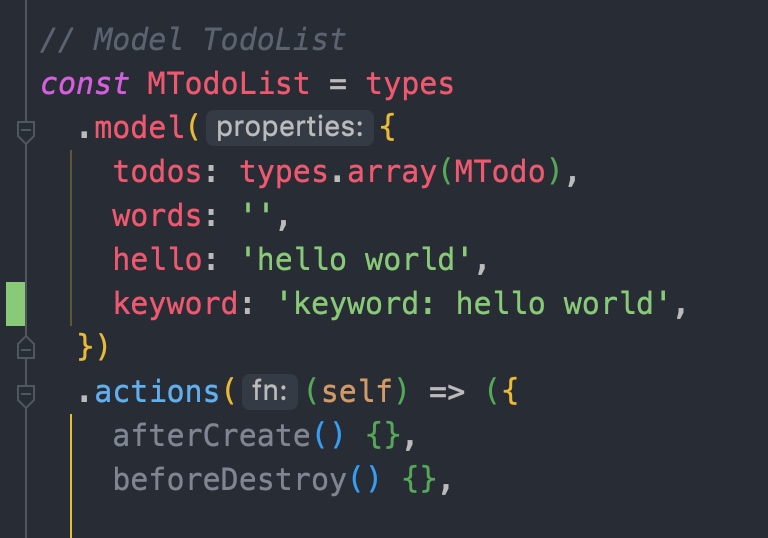 // Model TodoList
const MTodoList = types
.model( properties: {
todos: types.array(MTodo),
words: '',
hello: 'hello world',
keyword: 'keyword: hello world',
})
.actions( fn: (self) => ({
afterCreate() {},
beforeDestroy() {},